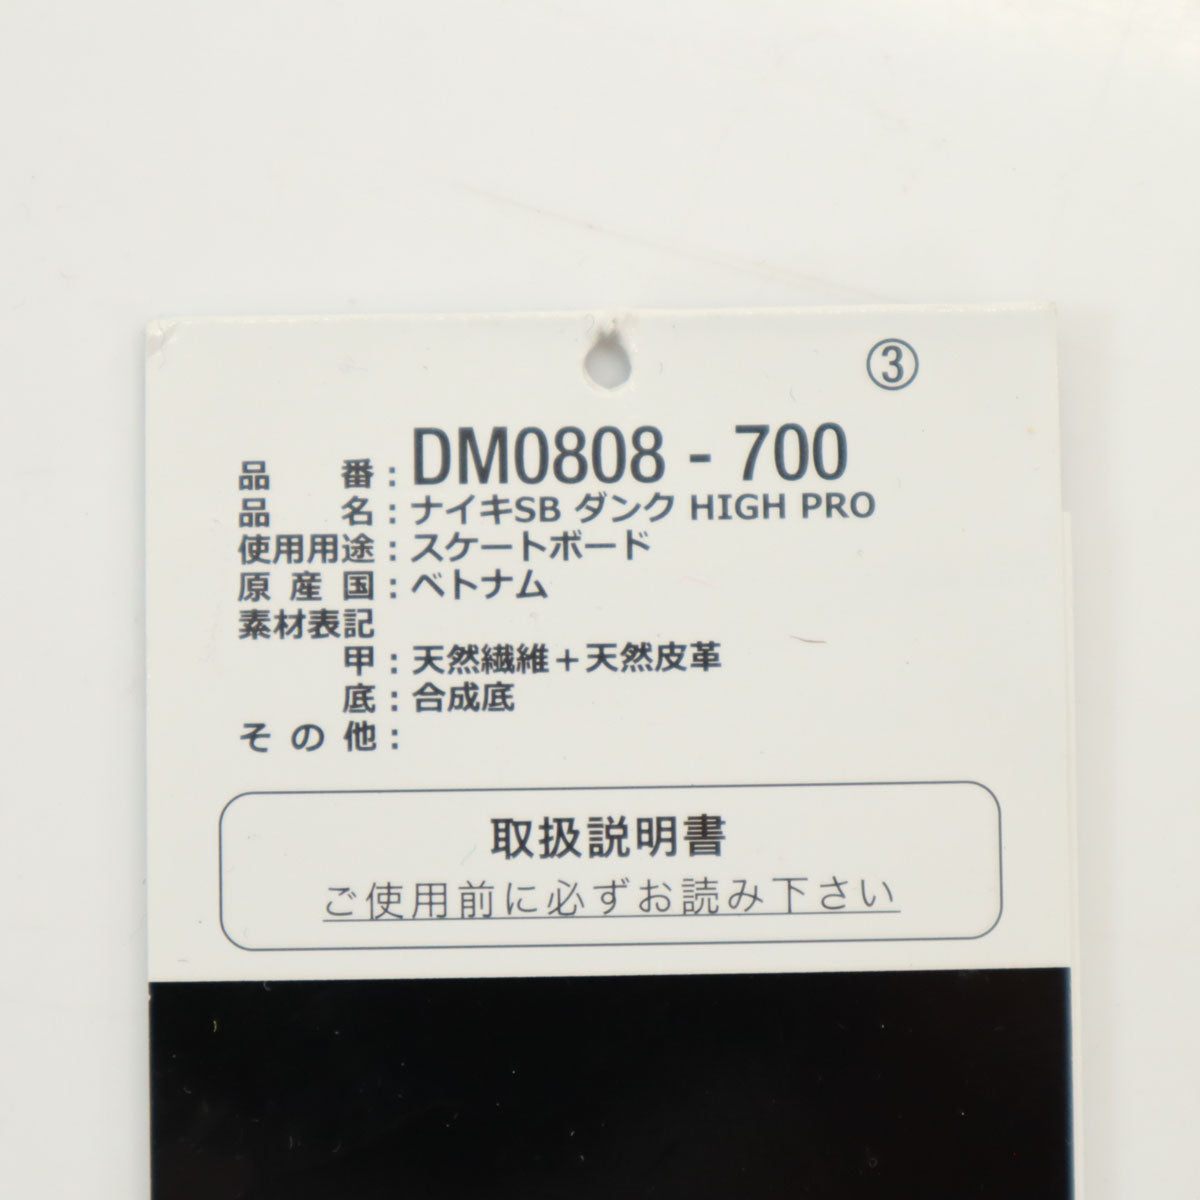 ③
品番:DM0808-700
品名:ナイキSB ダンク HIGH PRO
使用用途:スケートボード
原産国:ベトナム
素材表記
甲:天然繊維+天然皮革
底:合成底
その他:
取扱説明書
ご使用前に必ずお読み下さい